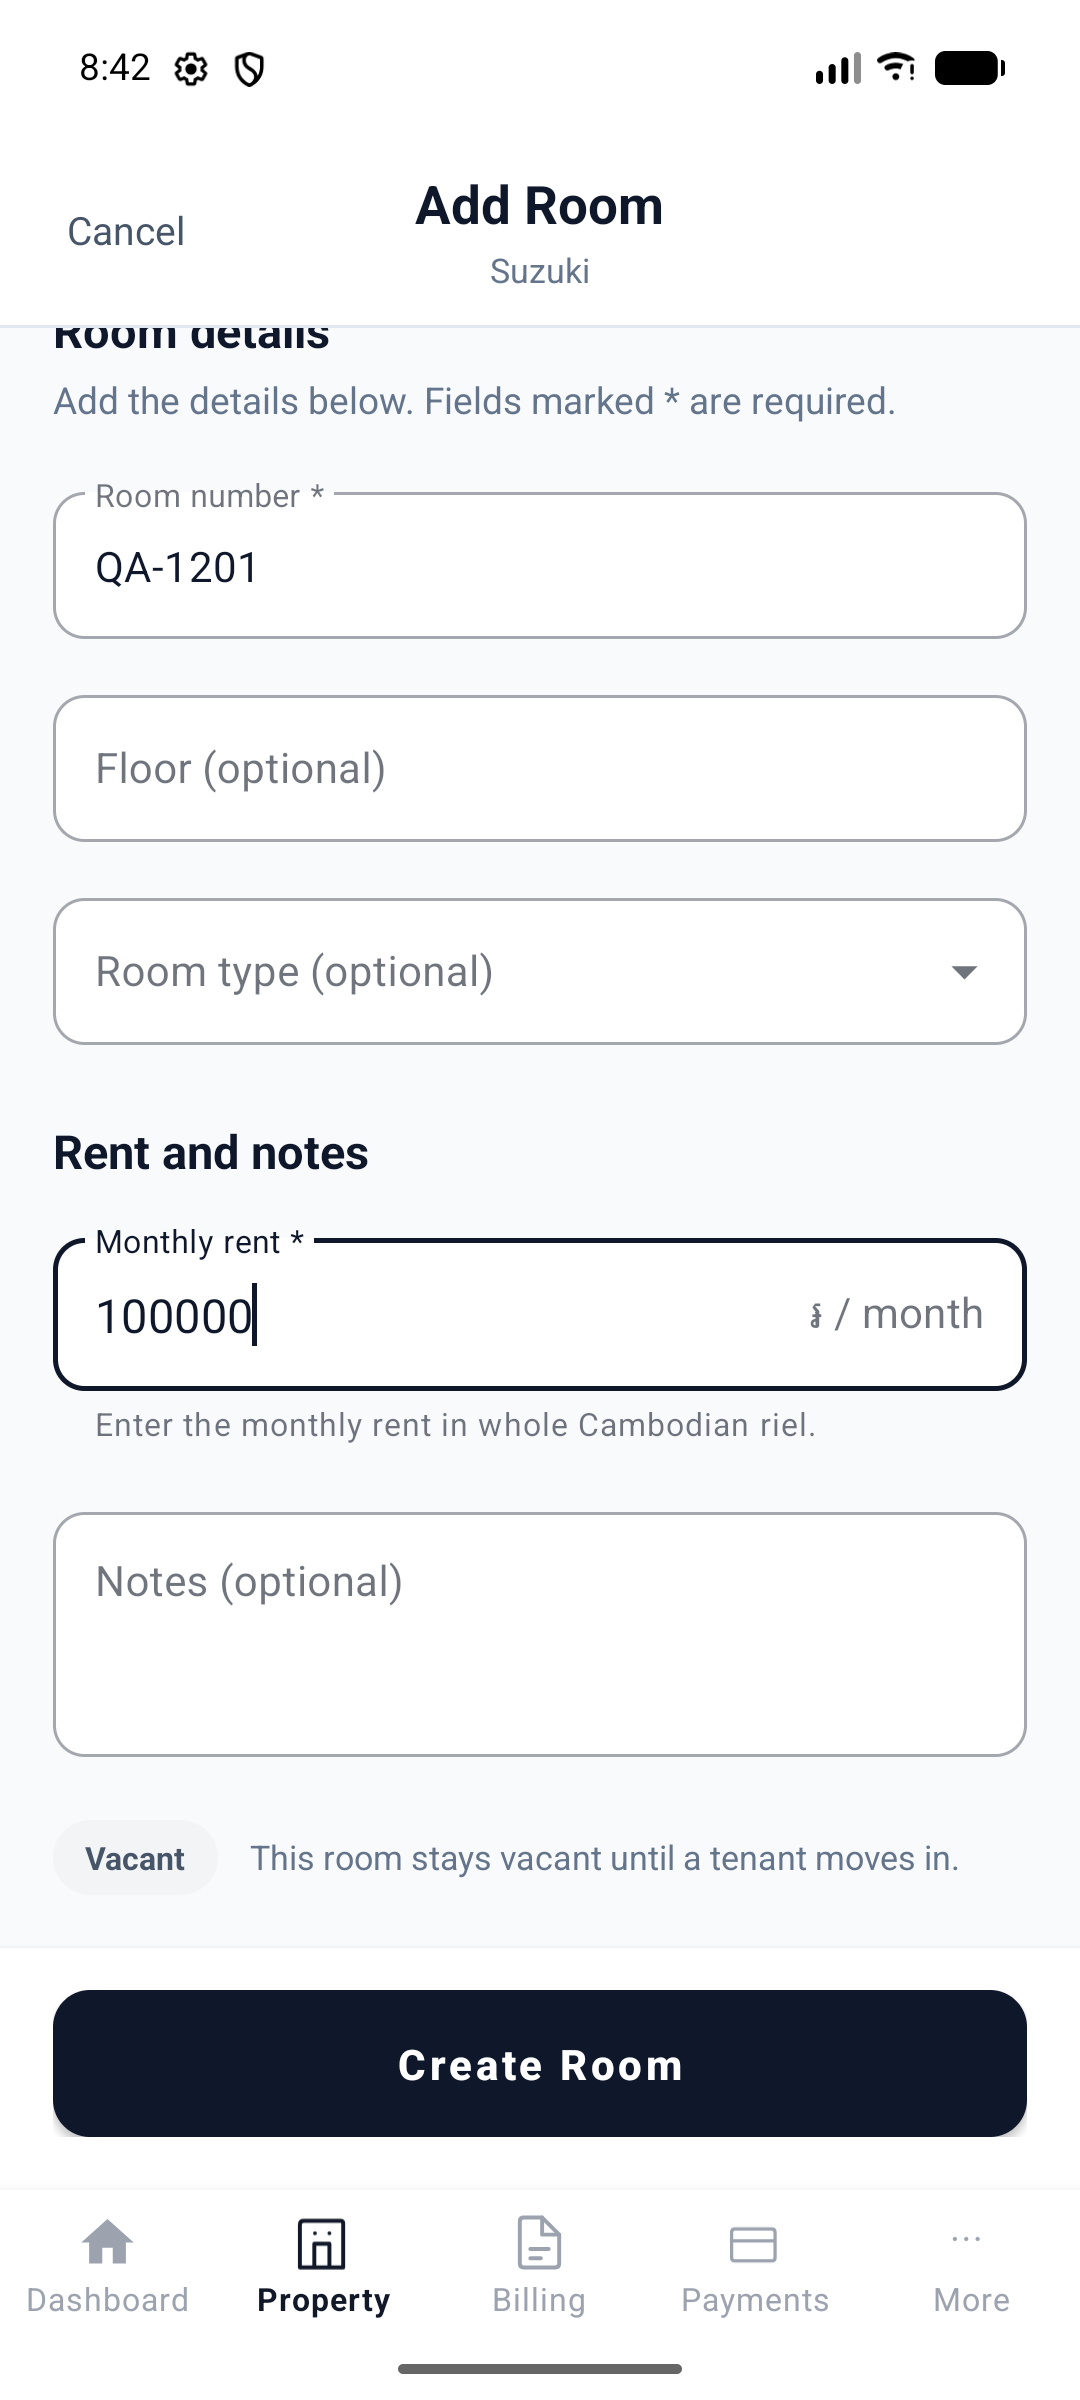 8:42
Cancel
Add Room
Suzuki
Room details
Add the details below. Fields marked * are required.
Room number *
QA-1201
Floor (optional)
Room type (optional)
Rent and notes
Monthly rent *
100000
៛ / month
Enter the monthly rent in whole Cambodian riel.
Notes (optional)
Vacant
This room stays vacant until a tenant moves in.
Create Room
Dashboard
Property
Billing
Payments
More